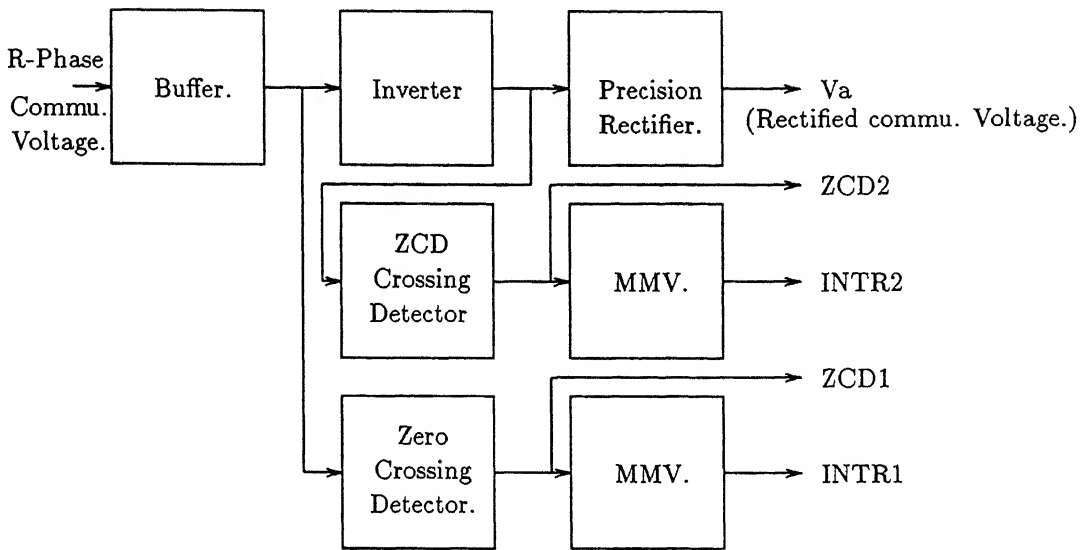 R-Phase
Commu.
Voltage.
Buffer.
Inverter
Precision
Rectifier.
Va
(Rectified commu. Voltage.)
ZCD2
ZCD
Crossing
Detector
MMV.
INTR2
ZCD1
Zero
Crossing
Detector.
MMV.
INTR1